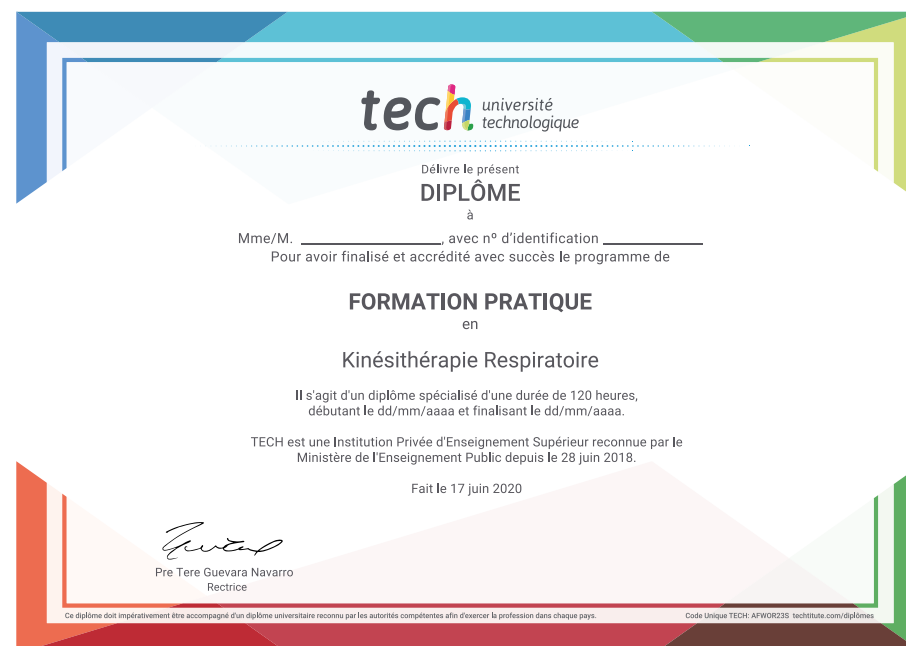 tech université
technologique
Délivre le présent
DIPLÔME
à
Mme/M. ____________________, avec nº d'identification ______________
Pour avoir finalisé et accrédité avec succès le programme de
FORMATION PRATIQUE
en
Kinésithérapie Respiratoire
Il s'agit d'un diplôme spécialisé d'une durée de 120 heures,
débutant le dd/mm/aaaa et finalisant le dd/mm/aaaa.
TECH est une Institution Privée d'Enseignement Supérieur reconnue par le
Ministère de l'Enseignement Public depuis le 28 juin 2018.
Fait le 17 juin 2020
Pre Tere Guevara Navarro
Rectrice
Ce diplôme doit impérativement être accompagné d'un diplôme universitaire reconnu par les autorités compétentes afin d'exercer la profession dans chaque pays.
Code Unique TECH: AFWOR23S techtitute.com/diplômes